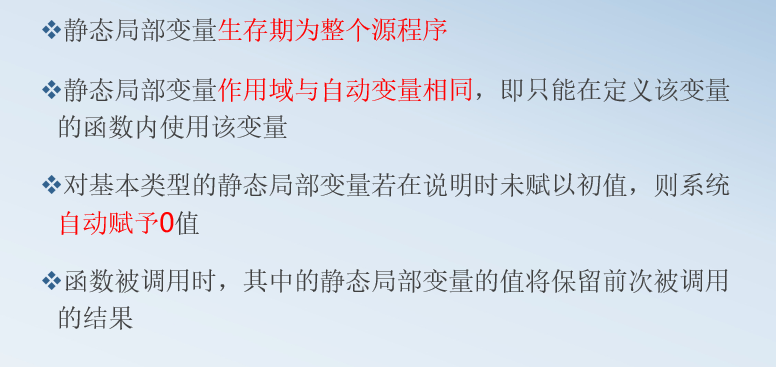 ❖静态局部变量生存期为整个源程序
❖静态局部变量作用域与自动变量相同，即只能在定义该变量
的函数内使用该变量
❖对基本类型的静态局部变量若在说明时未赋以初值，则系统
自动赋予0值
❖函数被调用时，其中的静态局部变量的值将保留前次被调用
的结果